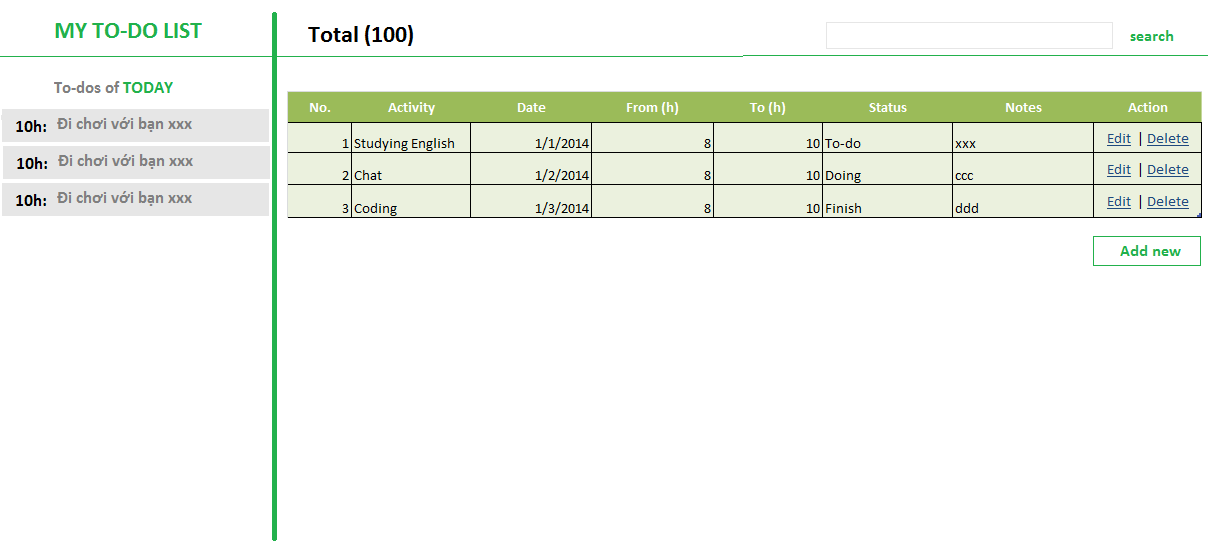 MY TO-DO LIST
To-dos of TODAY
10h: Đi chơi với bạn xxx
10h: Đi chơi với bạn xxx
10h: Đi chơi với bạn xxx
Total (100)
search
No. Activity Date From (h) To (h) Status Notes Action
1 Studying English 1/1/2014 8 10 To-do xxx Edit | Delete
2 Chat 1/2/2014 8 10 Doing ccc Edit | Delete
3 Coding 1/3/2014 8 10 Finish ddd Edit | Delete
Add new